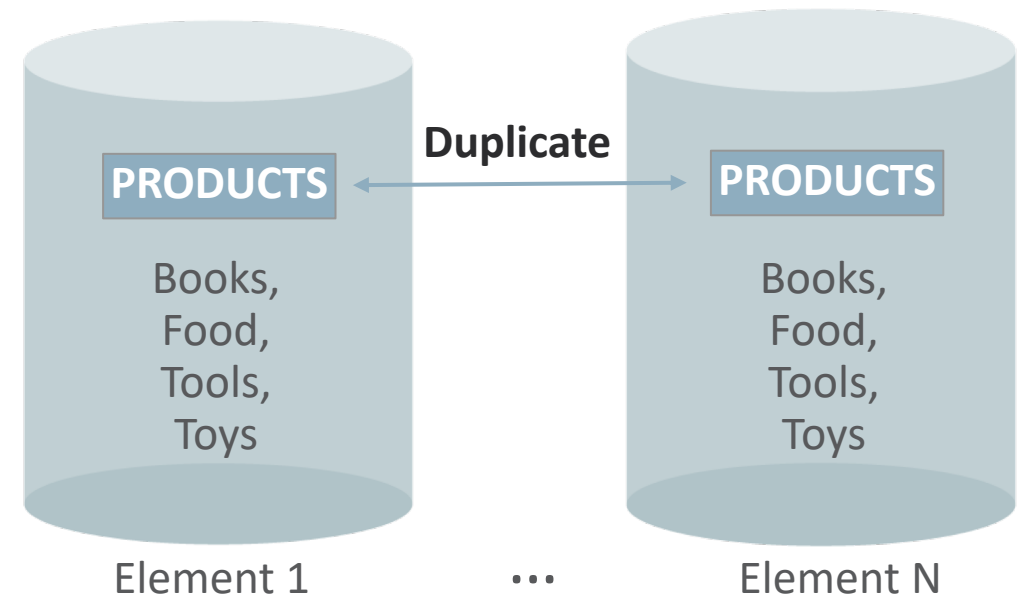 Duplicate
PRODUCTS
Books,
Food,
Tools,
Toys
Element 1
...
PRODUCTS
Books,
Food,
Tools,
Toys
Element N